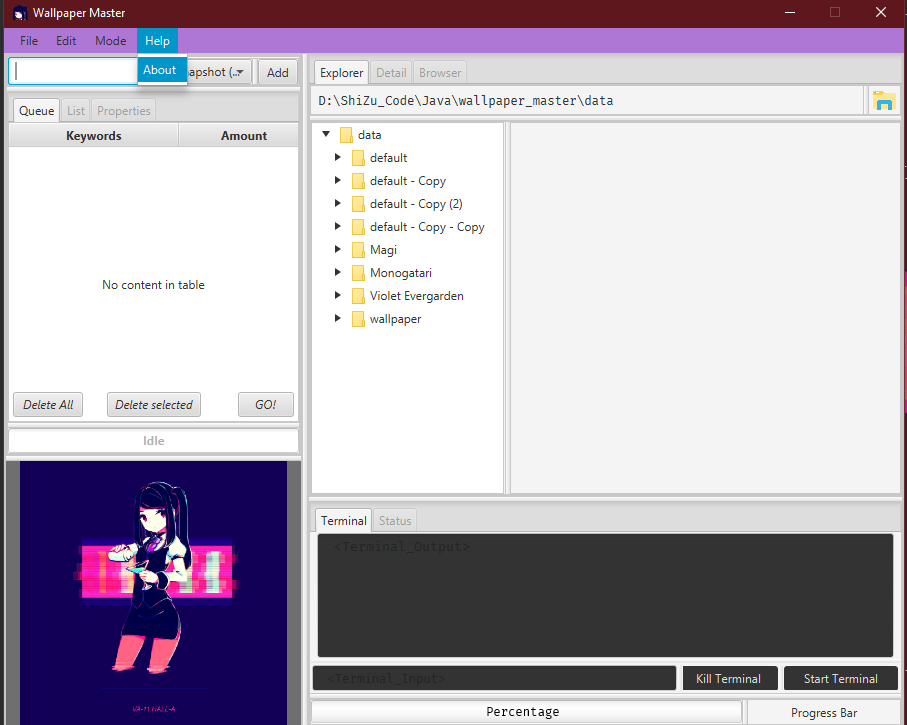 Wallpaper Master
File Edit Mode Help
About
apshot (... Add
Queue List Properties
Keywords Amount
No content in table
Delete All Delete selected GO!
Idle
VA-11 HALL-A
Explorer Detail Browser
D:\ShiZu_Code\Java\wallpaper_master\data
data
default
default - Copy
default - Copy (2)
default - Copy - Copy
Magi
Monogatari
Violet Evergarden
wallpaper
Terminal Status
<Terminal_Output>
<Terminal_Input> Kill Terminal Start Terminal
Percentage Progress Bar